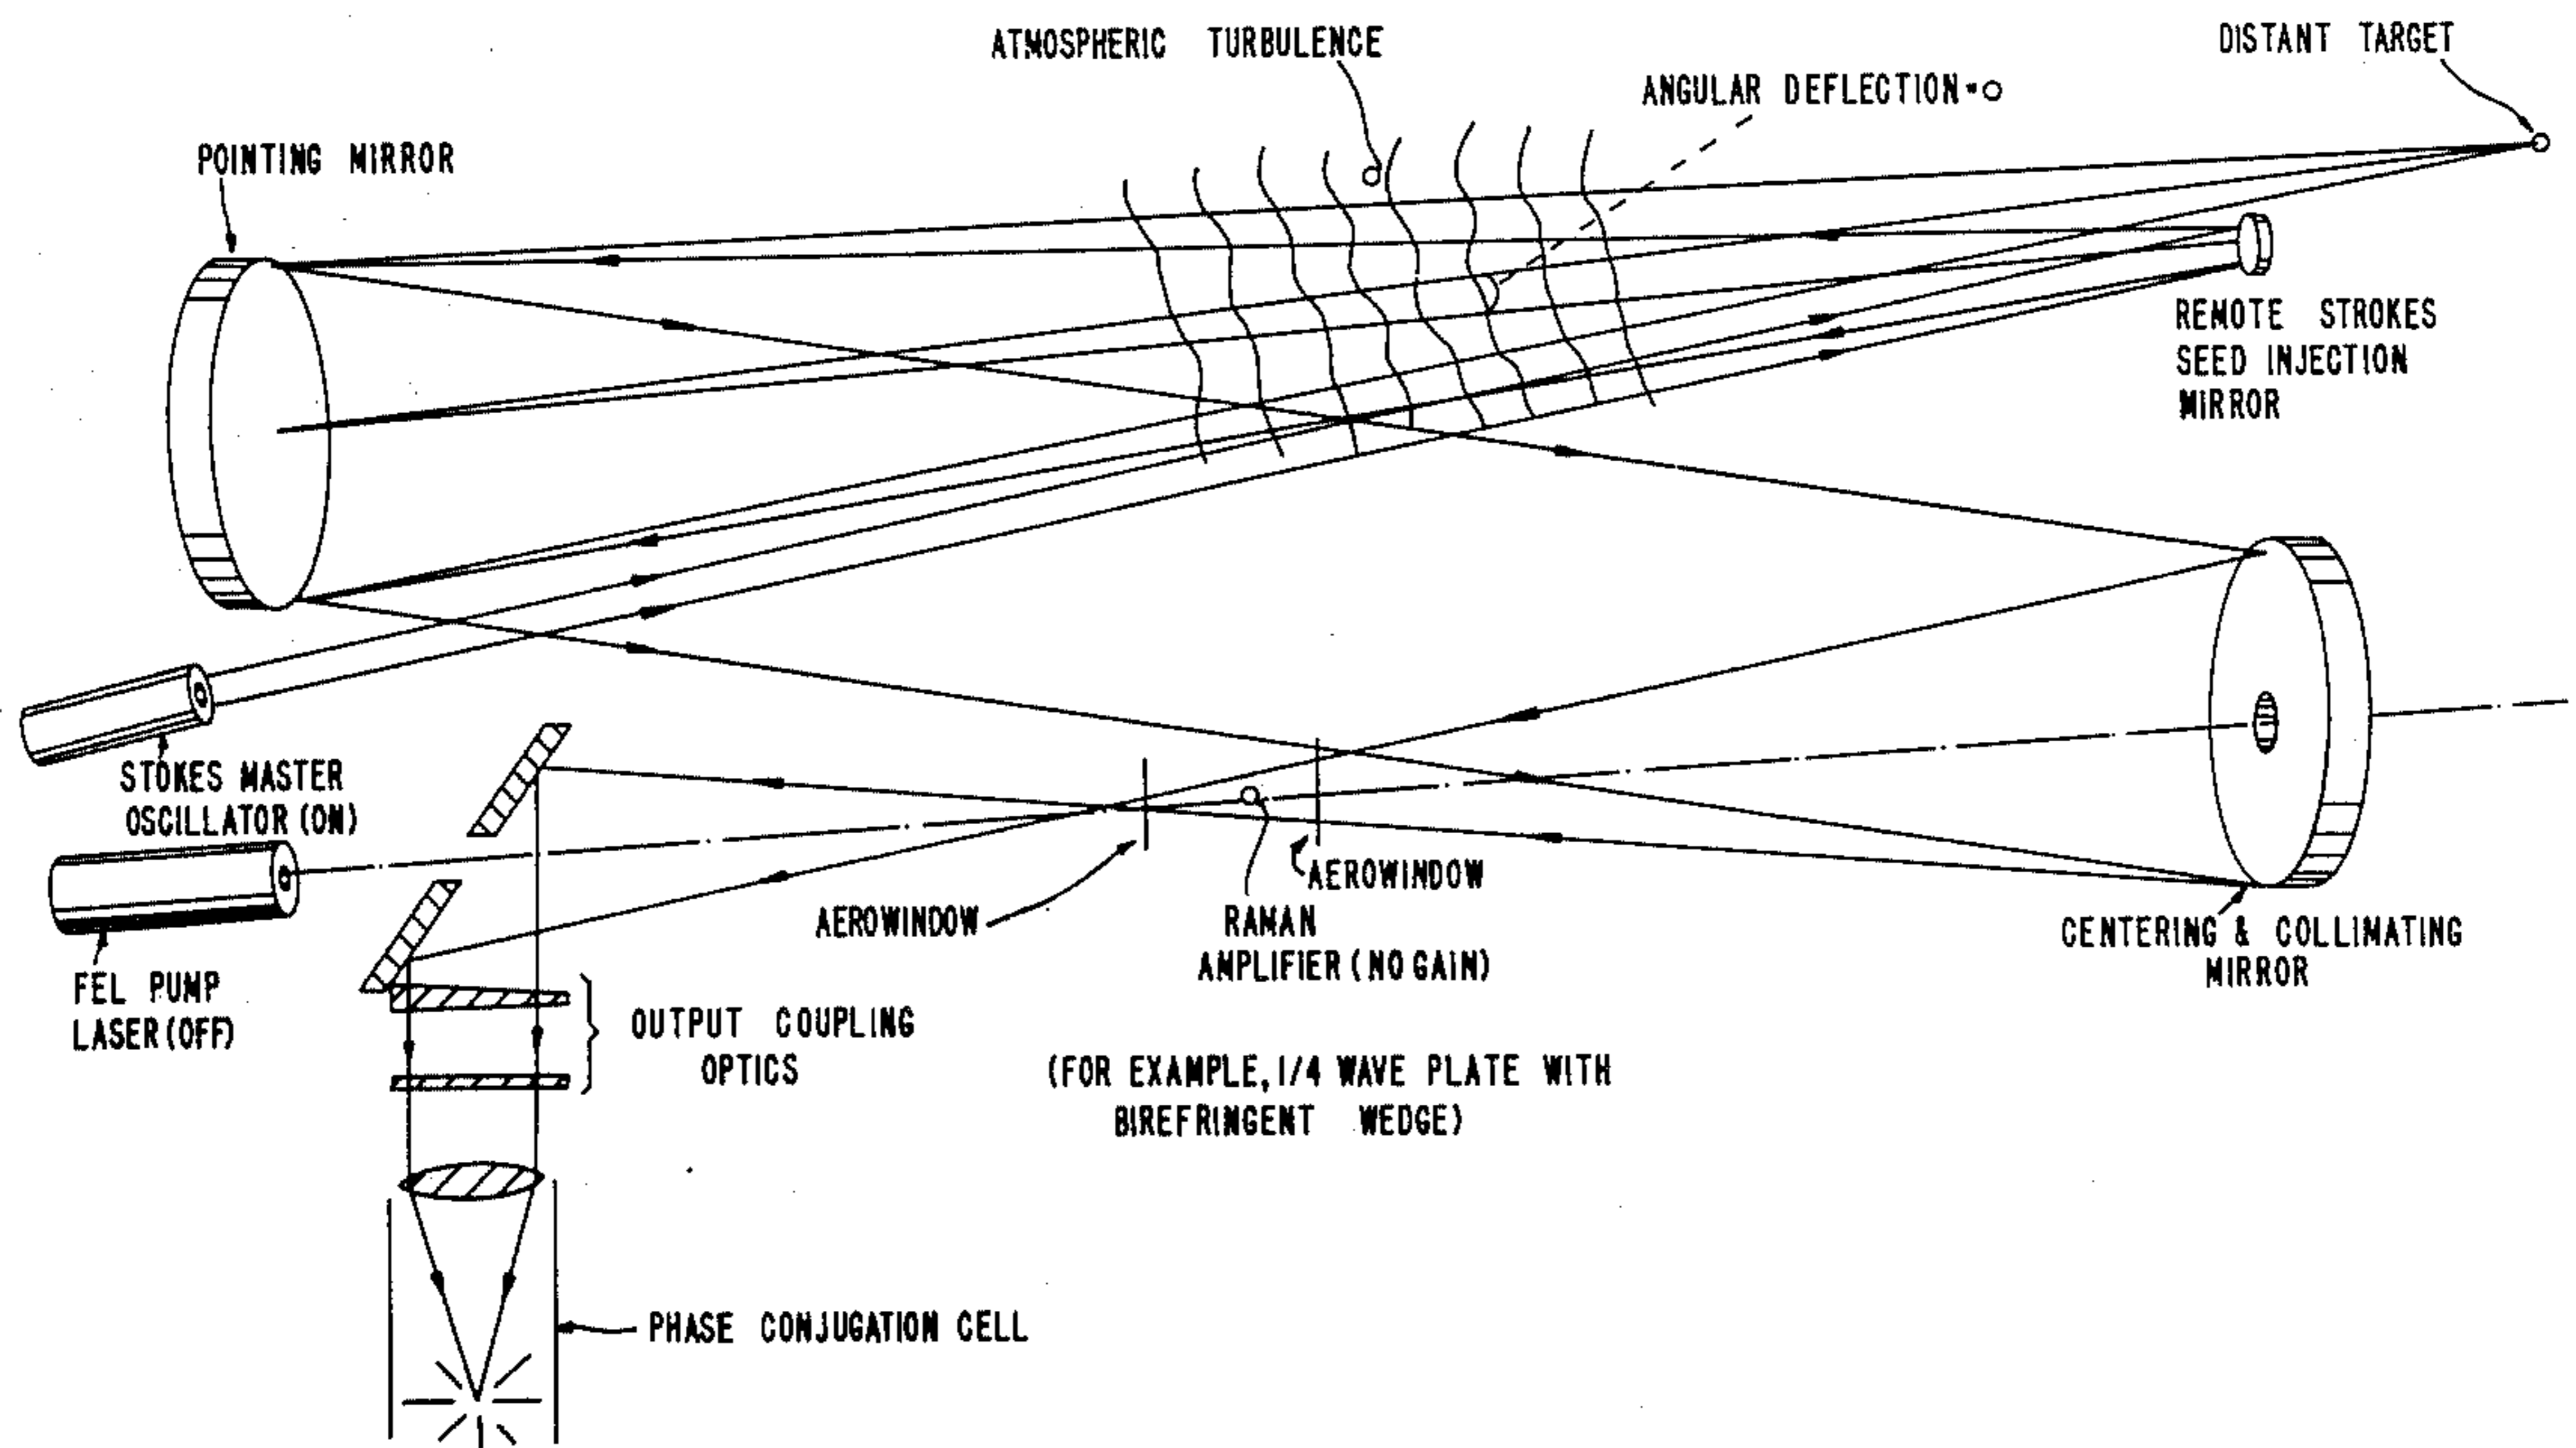 ATMOSPHERIC TURBULENCE
DISTANT TARGET
ANGULAR DEFLECTION=O
POINTING MIRROR
REMOTE STROKES
SEED INJECTION
MIRROR
STOKES MASTER
OSCILLATOR (ON)
AEROWINDOW
AEROWINDOW
RAMAN
AMPLIFIER (NO GAIN)
CENTERING & COLLIMATING
MIRROR
FEL PUMP
LASER (OFF)
OUTPUT COUPLING
OPTICS
(FOR EXAMPLE, 1/4 WAVE PLATE WITH
BIREFRINGENT WEDGE)
PHASE CONJUGATION CELL